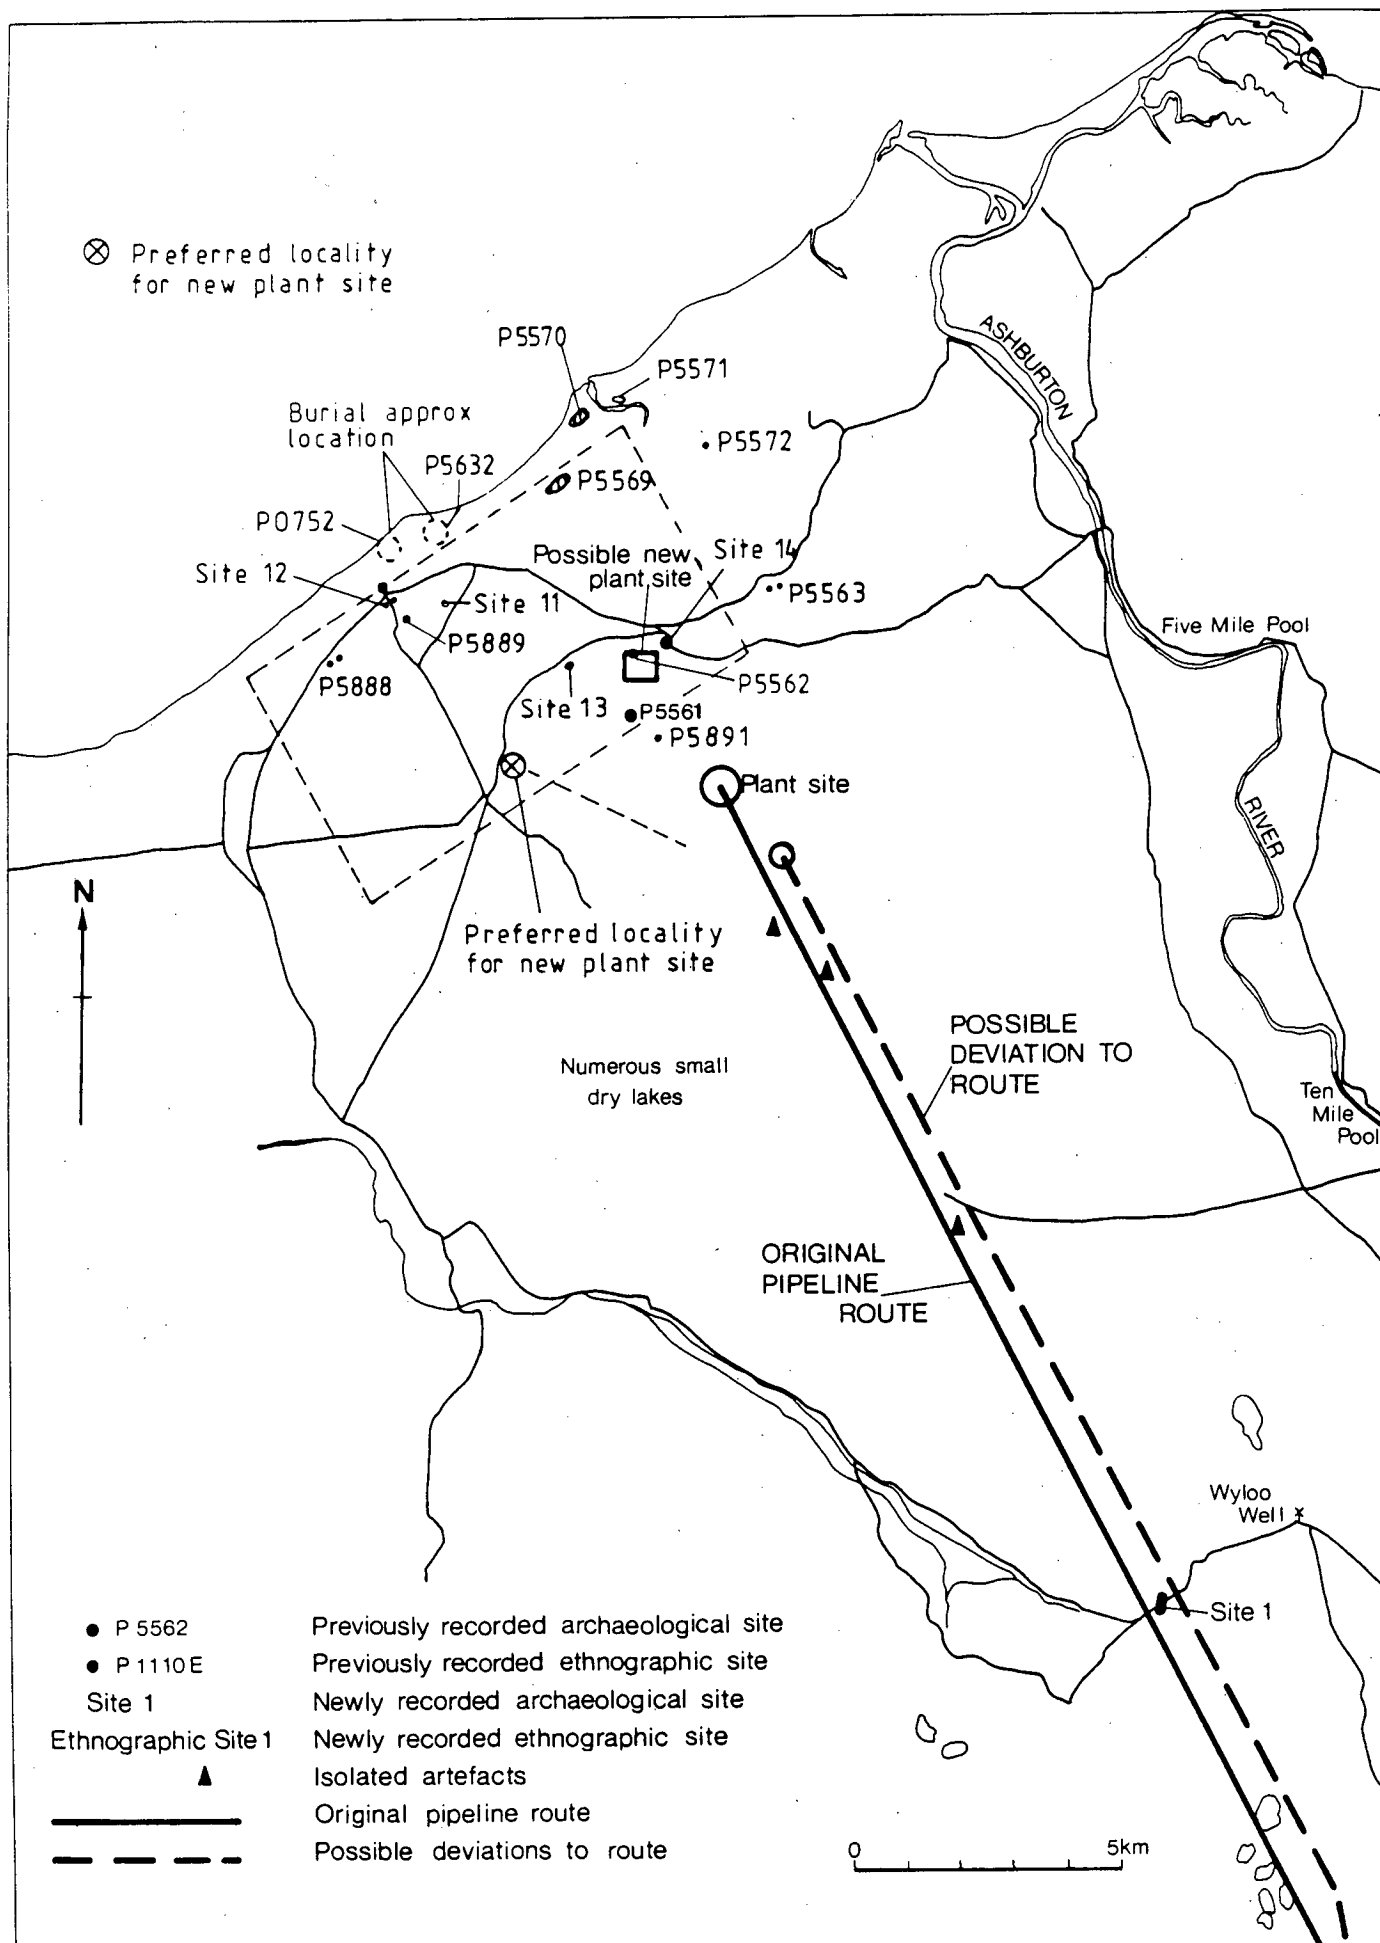 Preferred locality
for new plant site
P5570
P5571
Burial approx
location
P5632
P5572
P5569
P0752
ASHBURTON
Possible new
plant site
Site 14
Site 12
Site 11
P5563
P5889
Five Mile Pool
P5888
P5562
Site 13
P5561
P5891
Plant site
RIVER
N
Preferred locality
for new plant site
POSSIBLE
DEVIATION TO
ROUTE
Numerous small
dry lakes
Ten
Mile
Pool
ORIGINAL
PIPELINE
ROUTE
Wyloo
Well
Site 1
P 5562 Previously recorded archaeological site
P 1110 E Previously recorded ethnographic site
Site 1 Newly recorded archaeological site
Ethnographic Site 1 Newly recorded ethnographic site
Isolated artefacts
Original pipeline route
Possible deviations to route
0 5km